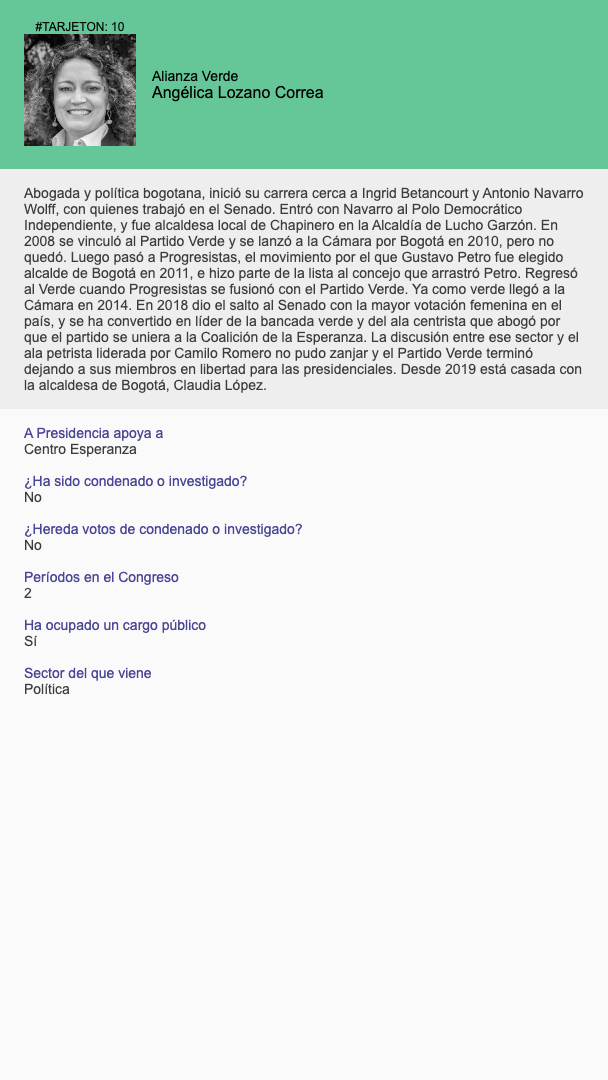 #TARJETON: 10
Alianza Verde
Angélica Lozano Correa
Abogada y política bogotana, inició su carrera cerca a Ingrid Betancourt y Antonio Navarro
Wolff, con quienes trabajó en el Senado. Entró con Navarro al Polo Democrático
Independiente, y fue alcaldesa local de Chapinero en la Alcaldía de Lucho Garzón. En
2008 se vinculó al Partido Verde y se lanzó a la Cámara por Bogotá en 2010, pero no
quedó. Luego pasó a Progresistas, el movimiento por el que Gustavo Petro fue elegido
alcalde de Bogotá en 2011, e hizo parte de la lista al concejo que arrastró Petro. Regresó
al Verde cuando Progresistas se fusionó con el Partido Verde. Ya como verde llegó a la
Cámara en 2014. En 2018 dio el salto al Senado con la mayor votación femenina en el
país, y se ha convertido en líder de la bancada verde y del ala centrista que abogó por
que el partido se uniera a la Coalición de la Esperanza. La discusión entre ese sector y el
ala petrista liderada por Camilo Romero no pudo zanjar y el Partido Verde terminó
dejando a sus miembros en libertad para las presidenciales. Desde 2019 está casada con
la alcaldesa de Bogotá, Claudia López.
A Presidencia apoya a
Centro Esperanza
¿Ha sido condenado o investigado?
No
¿Hereda votos de condenado o investigado?
No
Períodos en el Congreso
2
Ha ocupado un cargo público
Sí
Sector del que viene
Política